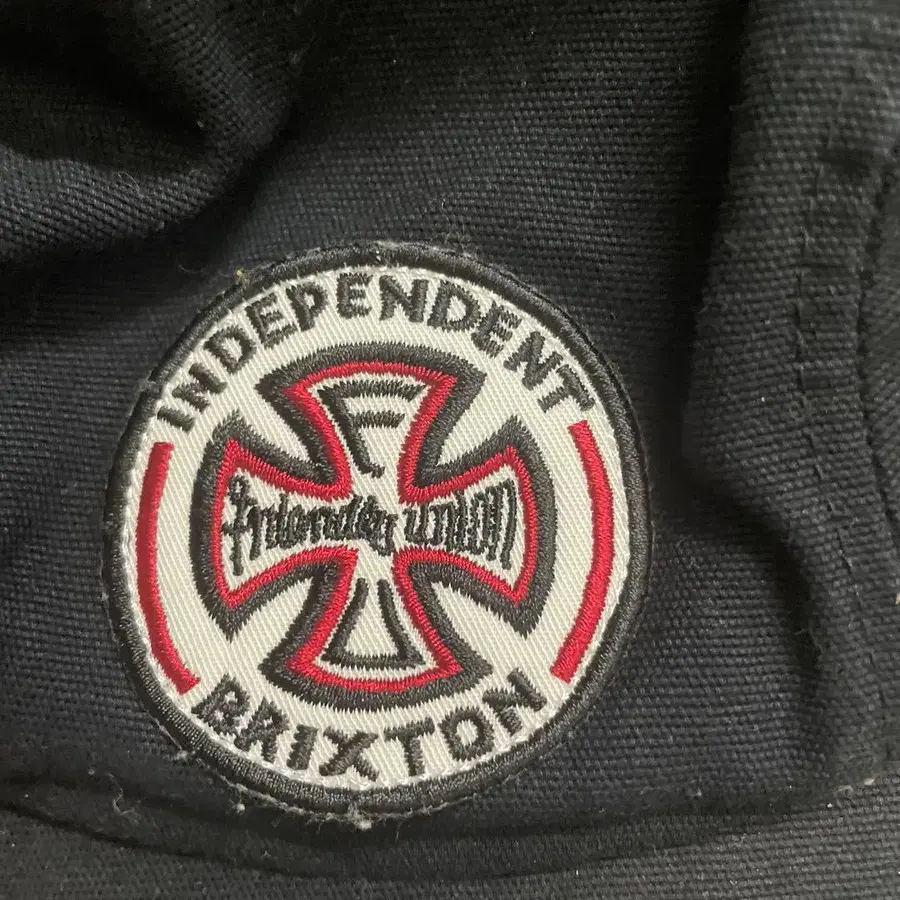 INDEPENDENT
F
friendly union
U
BRIXTON